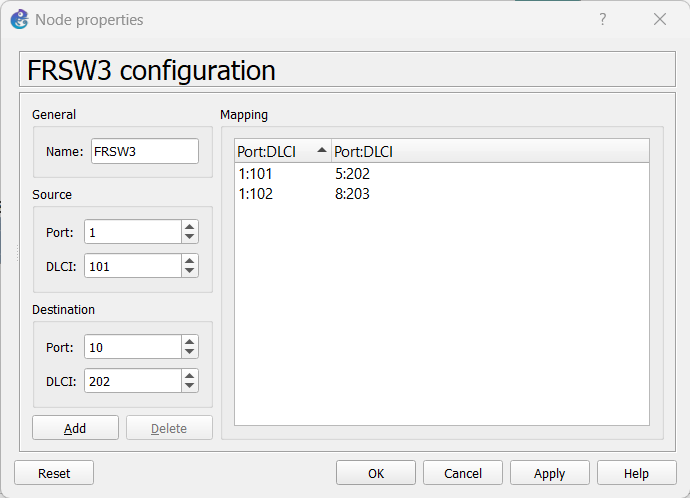 Node properties
?
FRSW3 configuration
General
Name: FRSW3
Source
Port: 1
DLCI: 101
Destination
Port: 10
DLCI: 202
Add Delete
Mapping
Port:DLCI Port:DLCI
1:101 5:202
1:102 8:203
Reset OK Cancel Apply Help